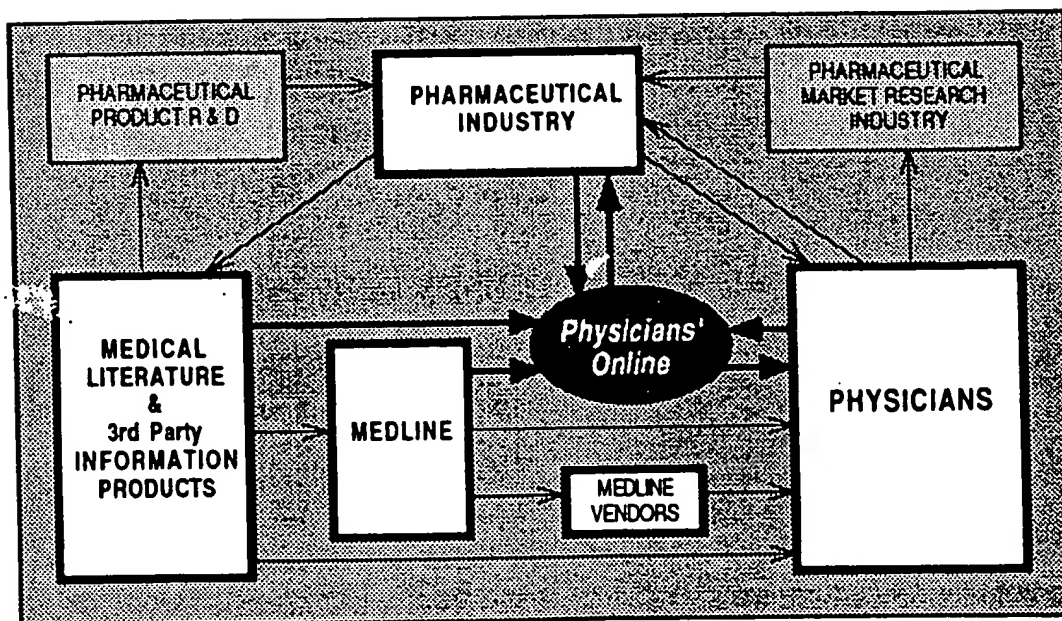 PHARMACEUTICAL
PRODUCT R & D
PHARMACEUTICAL
INDUSTRY
PHARMACEUTICAL
MARKET RESEARCH
INDUSTRY
MEDICAL
LITERATURE
&
3rd Party
INFORMATION
PRODUCTS
MEDLINE
Physicians'
Online
MEDLINE
VENDORS
PHYSICIANS